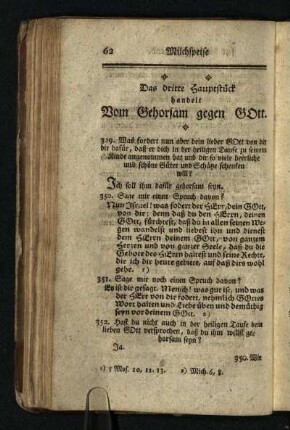 62 Milchspeise
Das dritte Hauptstück
handelt
Vom Gehorsam gegen GOtt.
349. Was fordert nun aber dein lieber GOtt von dir
dafür, daß er dich in der heiligen Taufe zu seinem
Kinde angenommen hat und dir so viele herrliche
und schöne Güter und Schätze schenken
will?
Ich soll ihm dafür gehorsam seyn.
350. Sage mir einen Spruch davon?
Nun Israel! was fodert der HErr, dein GOtt,
von dir, denn daß du den HErrn, deinen
GOtt, fürchtest, daß du in allen seinen We-
gen wandelst und liebest ihn und dienest
dem HErrn deinem GOtt, von ganzem
Herzen und von ganzer Seele, daß du die
Gebote des HErrn haltest und seine Rechte,
die ich dir heute gebiete, auf daß dirs wohl
gehe. 1)
351. Sage mir noch einen Spruch davon?
Es ist dir gesagt, Mensch! was gut ist, und was
der HErr von dir fodert, nehmlich GOttes
Wort halten und Liebe üben und demüthig
seyn vor deinem GOtt. 2)
352. Hast du nicht auch in der heiligen Taufe dein
lieben GOtt versprochen, daß du ihm willst ge-
horsam seyn?
Ja.
1) 5 Mos. 10, 12. 13. 2) Mich. 6, 8.